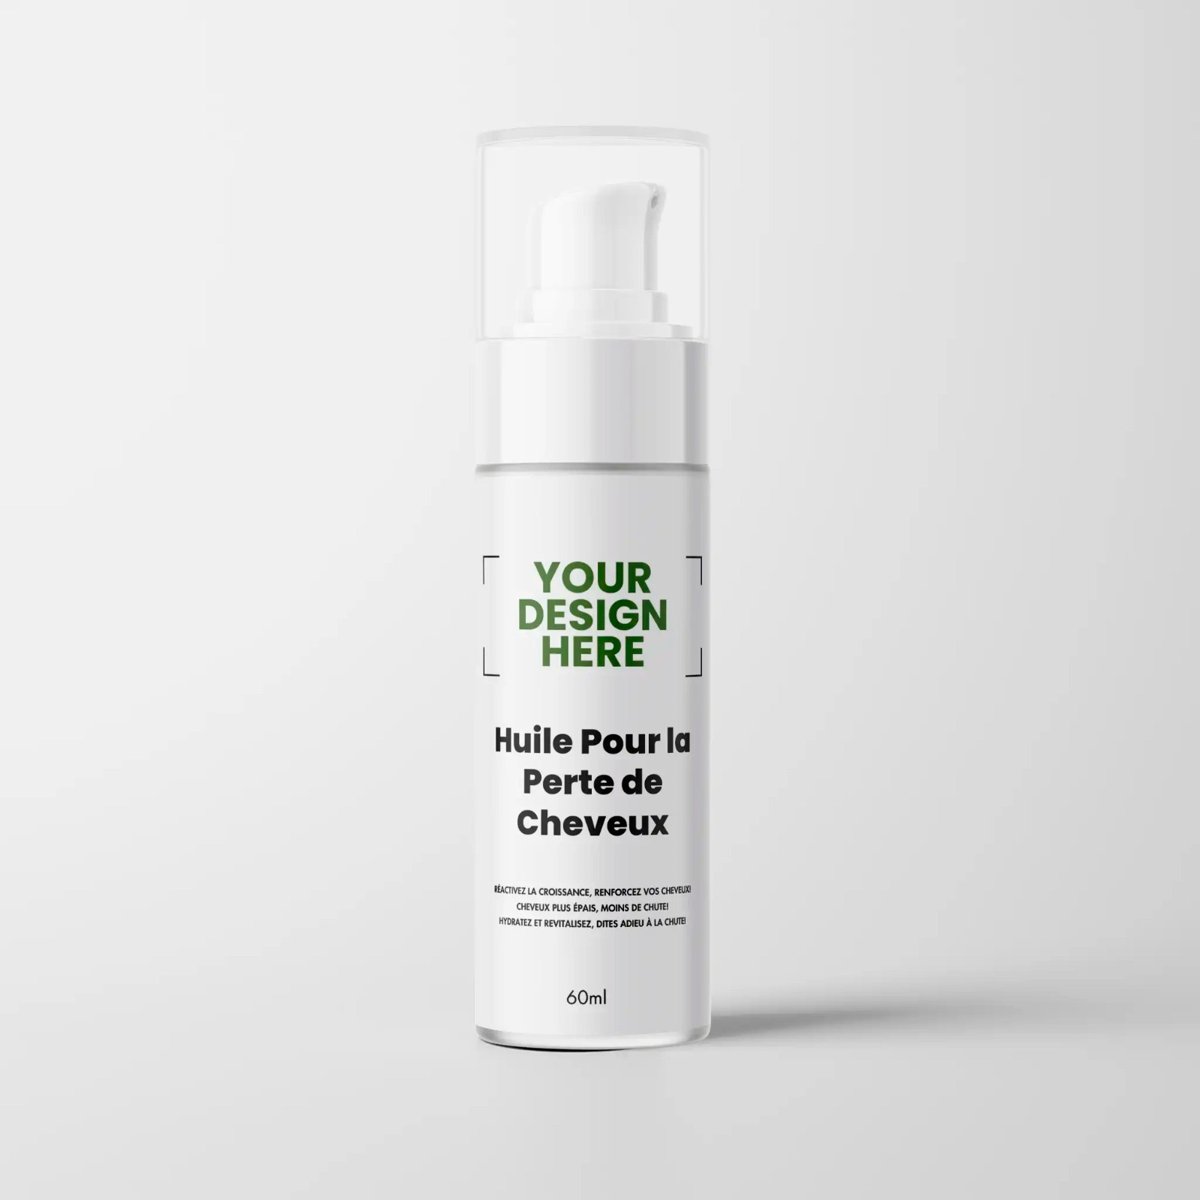 YOUR
DESIGN
HERE
Huile Pour la
Perte de
Cheveux
RÉACTIVEZ LA CROISSANCE, RENFORCEZ VOS CHEVEUX!
CHEVEUX PLUS ÉPAIS, MOINS DE CHUTE!
HYDRATEZ ET REVITALISEZ, DITES ADIEU À LA CHUTE!
60ml